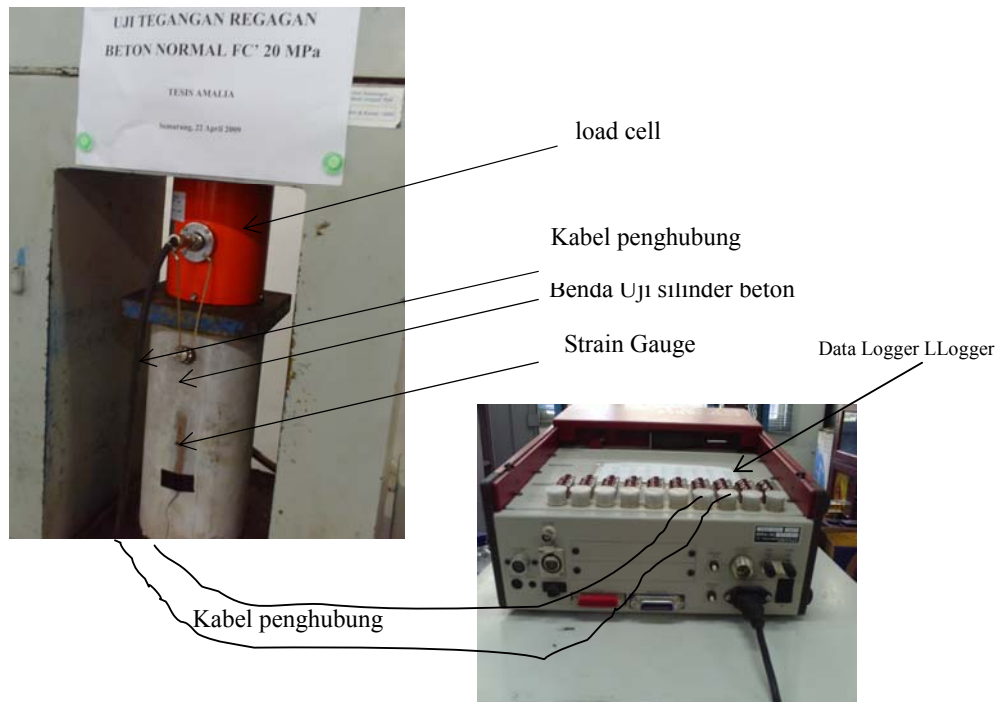 UJI TEGANGAN REGAGAN
BETON NORMAL FC' 20 MPa
TESIS AMALIA
Semarang, 22 April 2009
load cell
Kabel penghubung
Benda Uji silinder beton
Strain Gauge
Data Logger LLogger
Kabel penghubung